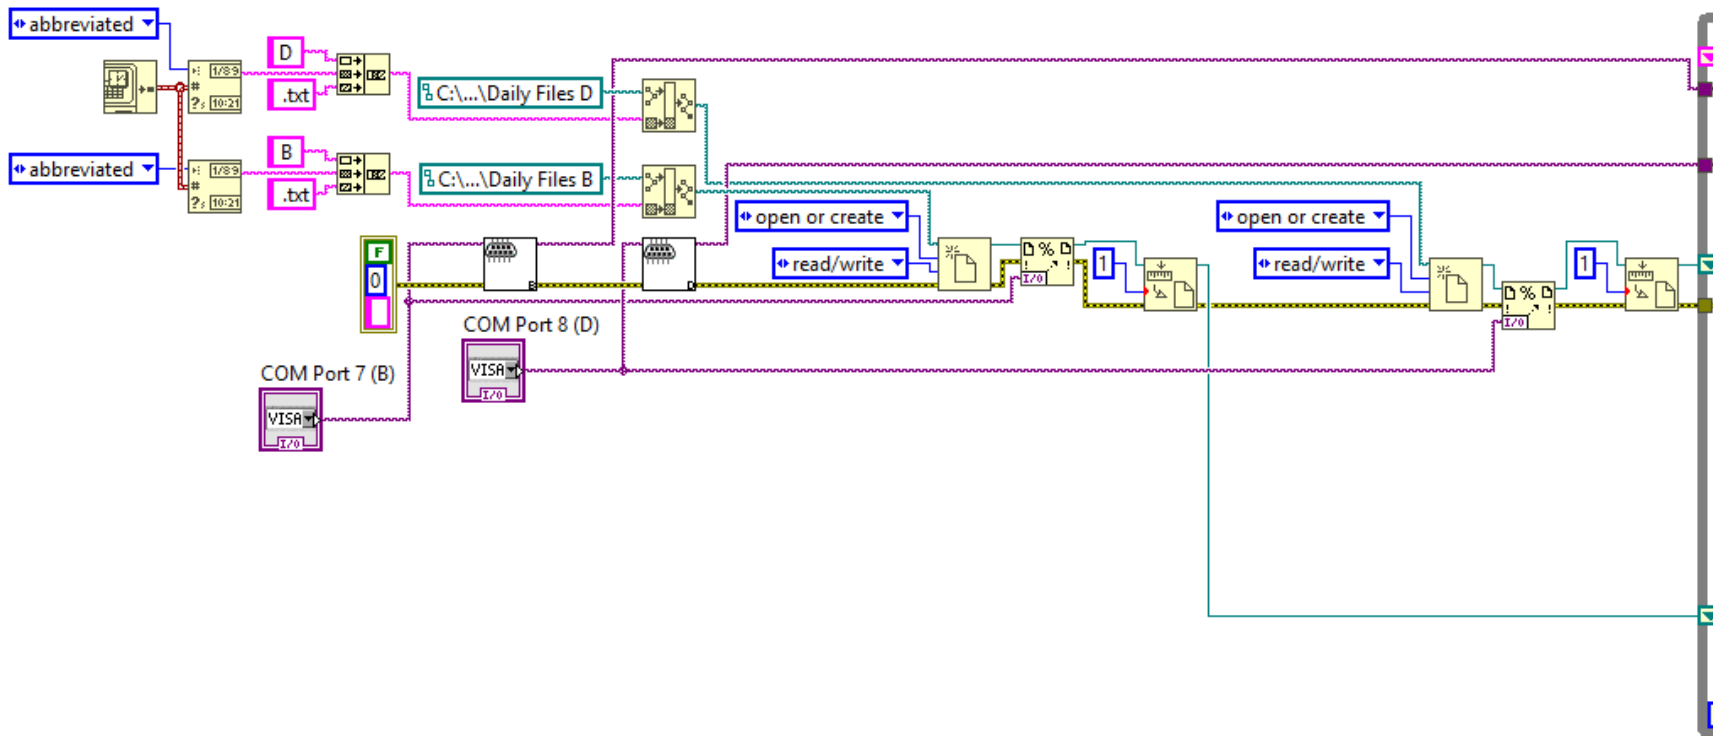 abbreviated
D
1/89
10:21
.txt
C:\...\Daily Files D
B
abbreviated
1/89
10:21
.txt
C:\...\Daily Files B
open or create
open or create
F
0
read/write
1
read/write
1
I/O
I/O
COM Port 8 (D)
VISA
I/O
COM Port 7 (B)
VISA
I/O